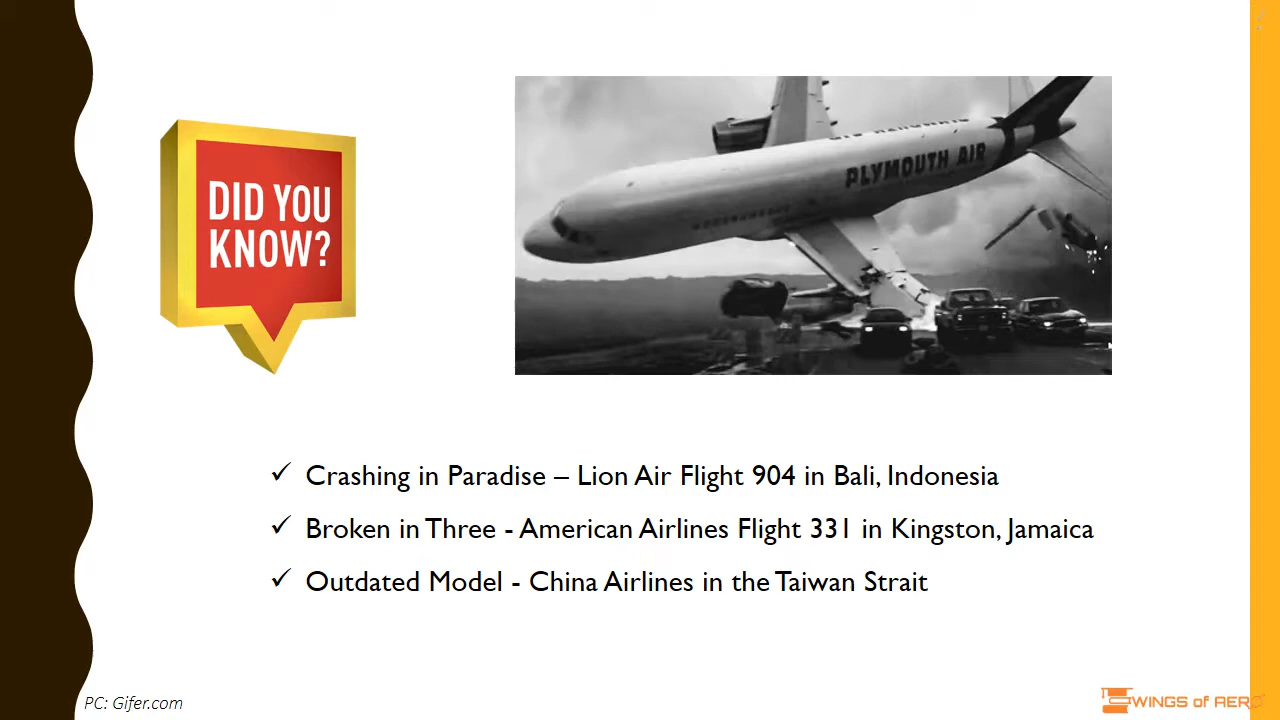 DID YOU
KNOW?
PLYMOUTH AIR
✓ Crashing in Paradise – Lion Air Flight 904 in Bali, Indonesia
✓ Broken in Three - American Airlines Flight 331 in Kingston, Jamaica
✓ Outdated Model - China Airlines in the Taiwan Strait
PC: Gifer.com
WINGS of AERO